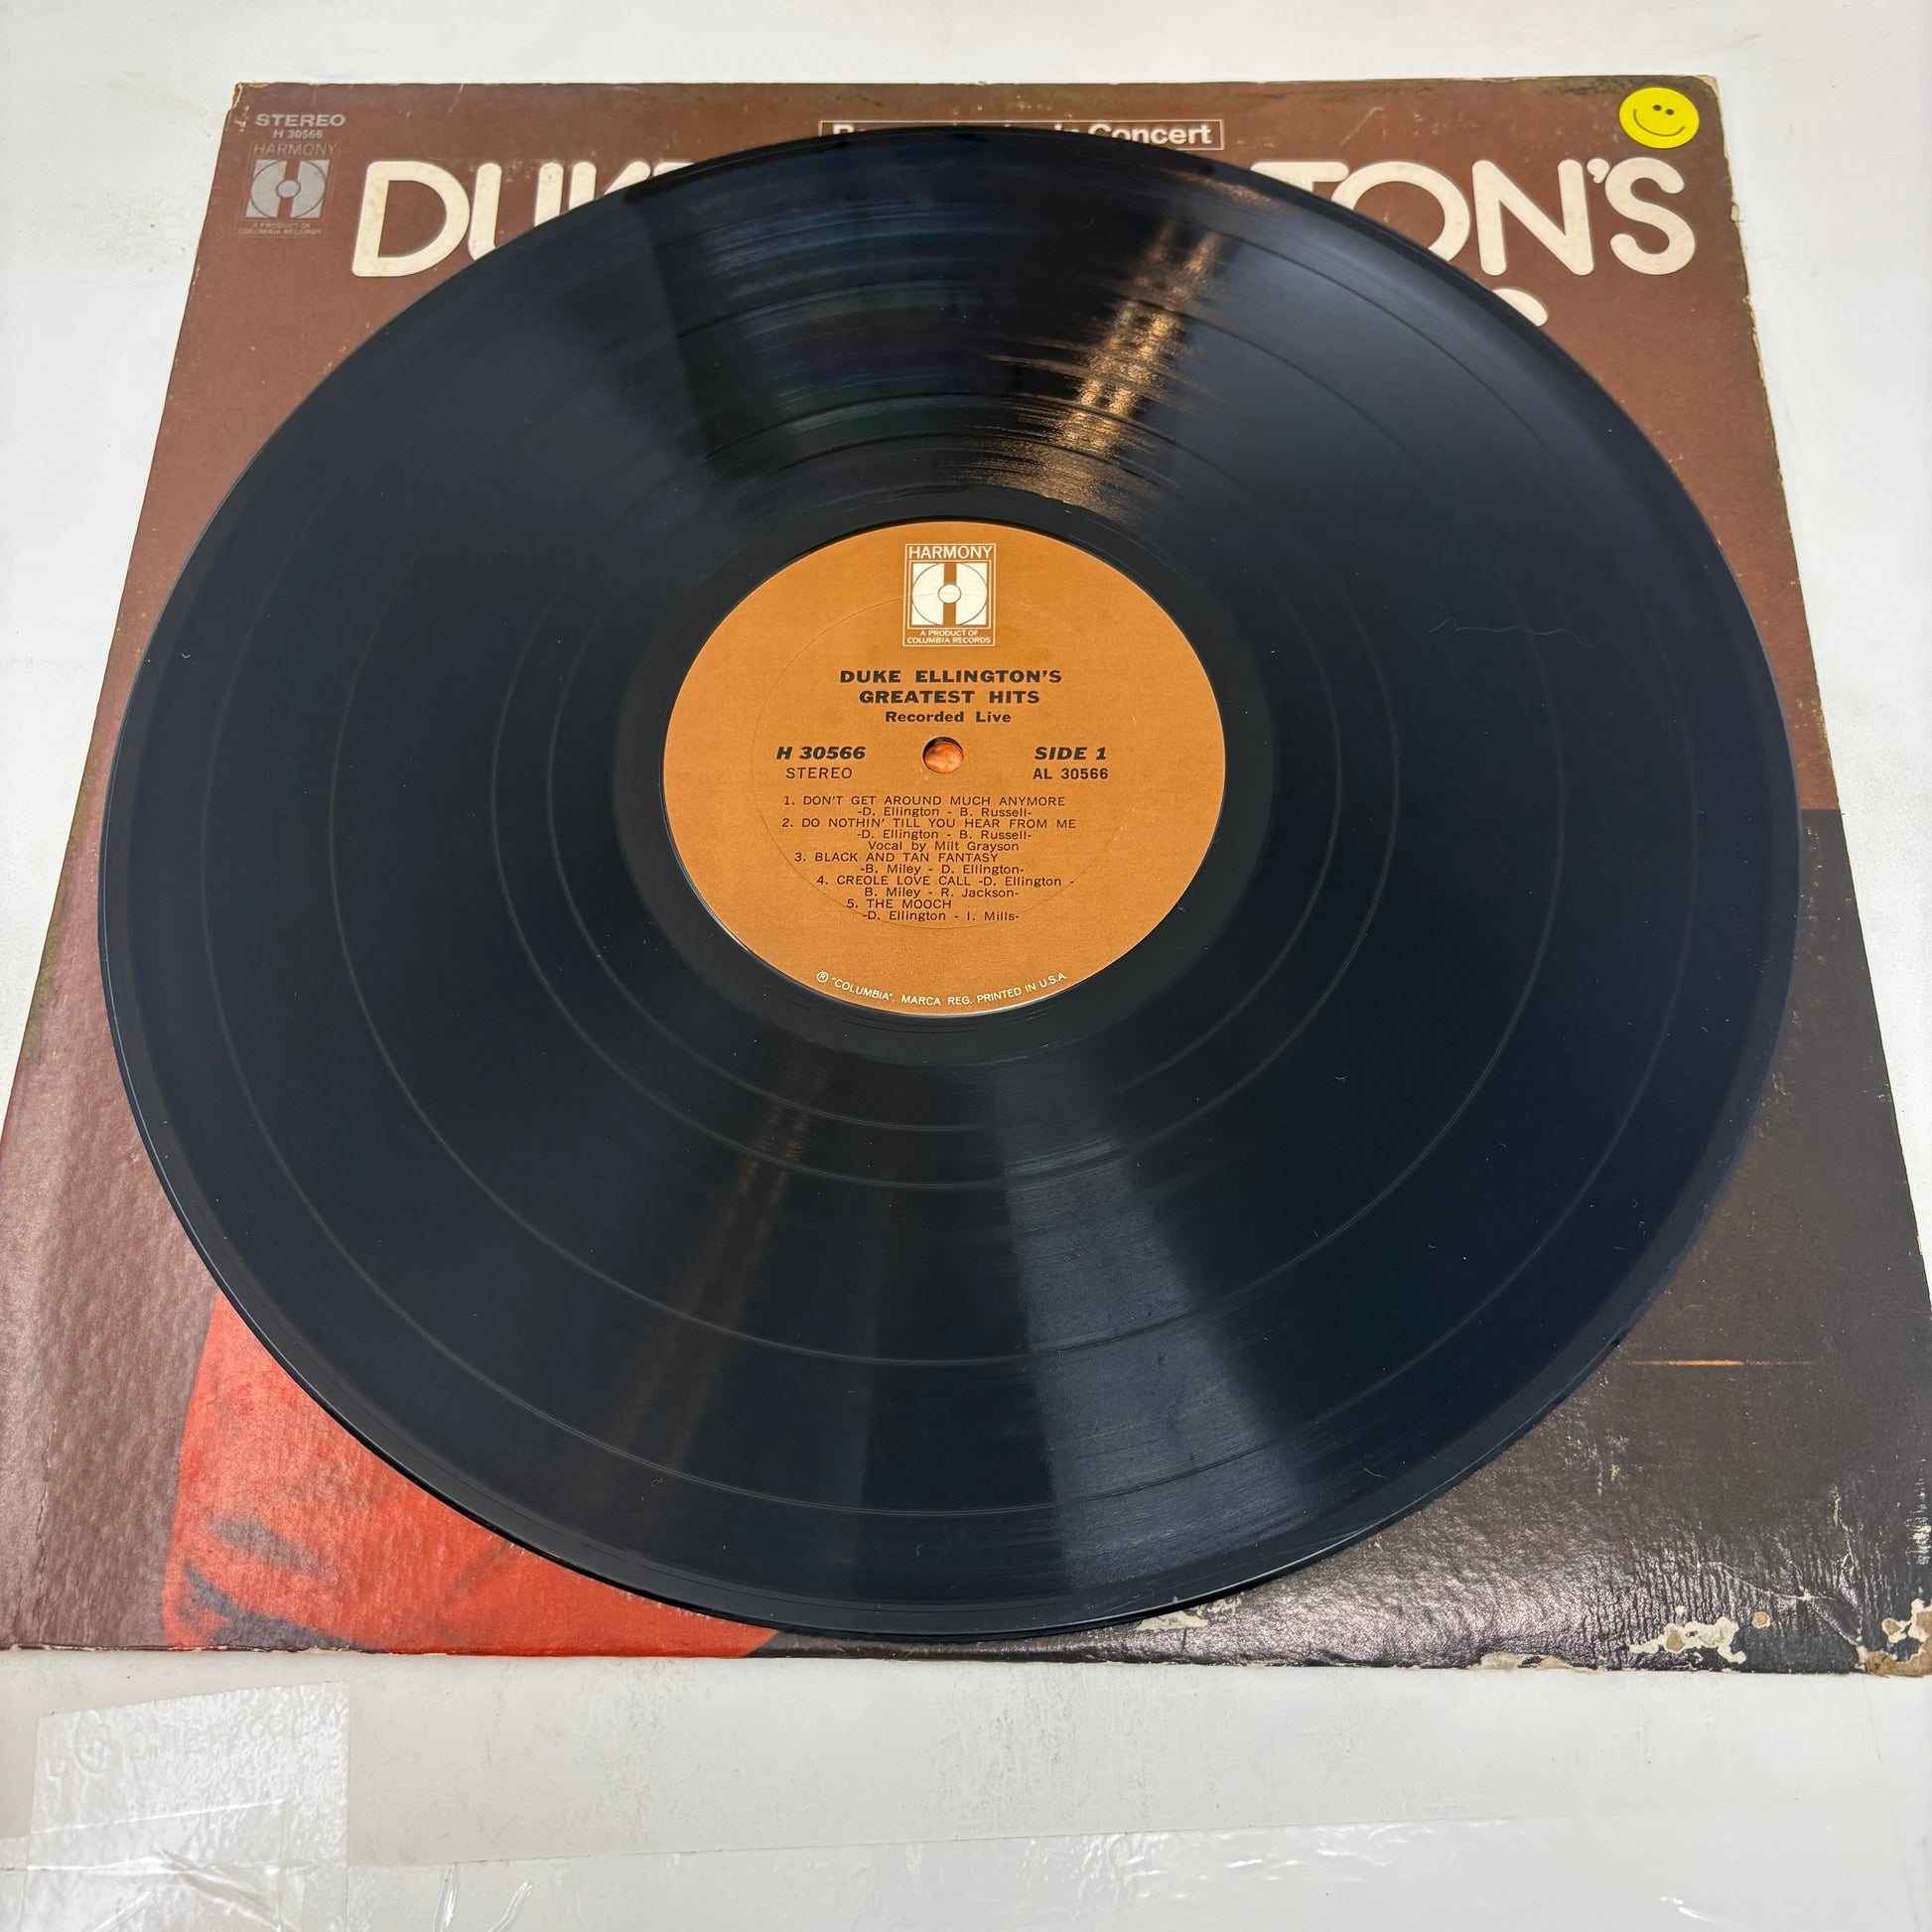 STEREO
H 30566
HARMONY
A PRODUCT OF
COLUMBIA RECORDS
Concert
TON'S
HARMONY
A PRODUCT OF
COLUMBIA RECORDS
DUKE ELLINGTON'S
GREATEST HITS
Recorded Live
H 30566 SIDE 1
STEREO AL 30566
1. DON'T GET AROUND MUCH ANYMORE
-D. Ellington - B. Russell-
2. DO NOTHIN' TILL YOU HEAR FROM ME
-D. Ellington - B. Russell-
Vocal by Milt Grayson
3. BLACK AND TAN FANTASY
-B. Miley - D. Ellington-
4. CREOLE LOVE CALL -D. Ellington -
B. Miley - R. Jackson-
5. THE MOOCH
-D. Ellington - I. Mills-
® "COLUMBIA", MARCA REG. PRINTED IN U.S.A.